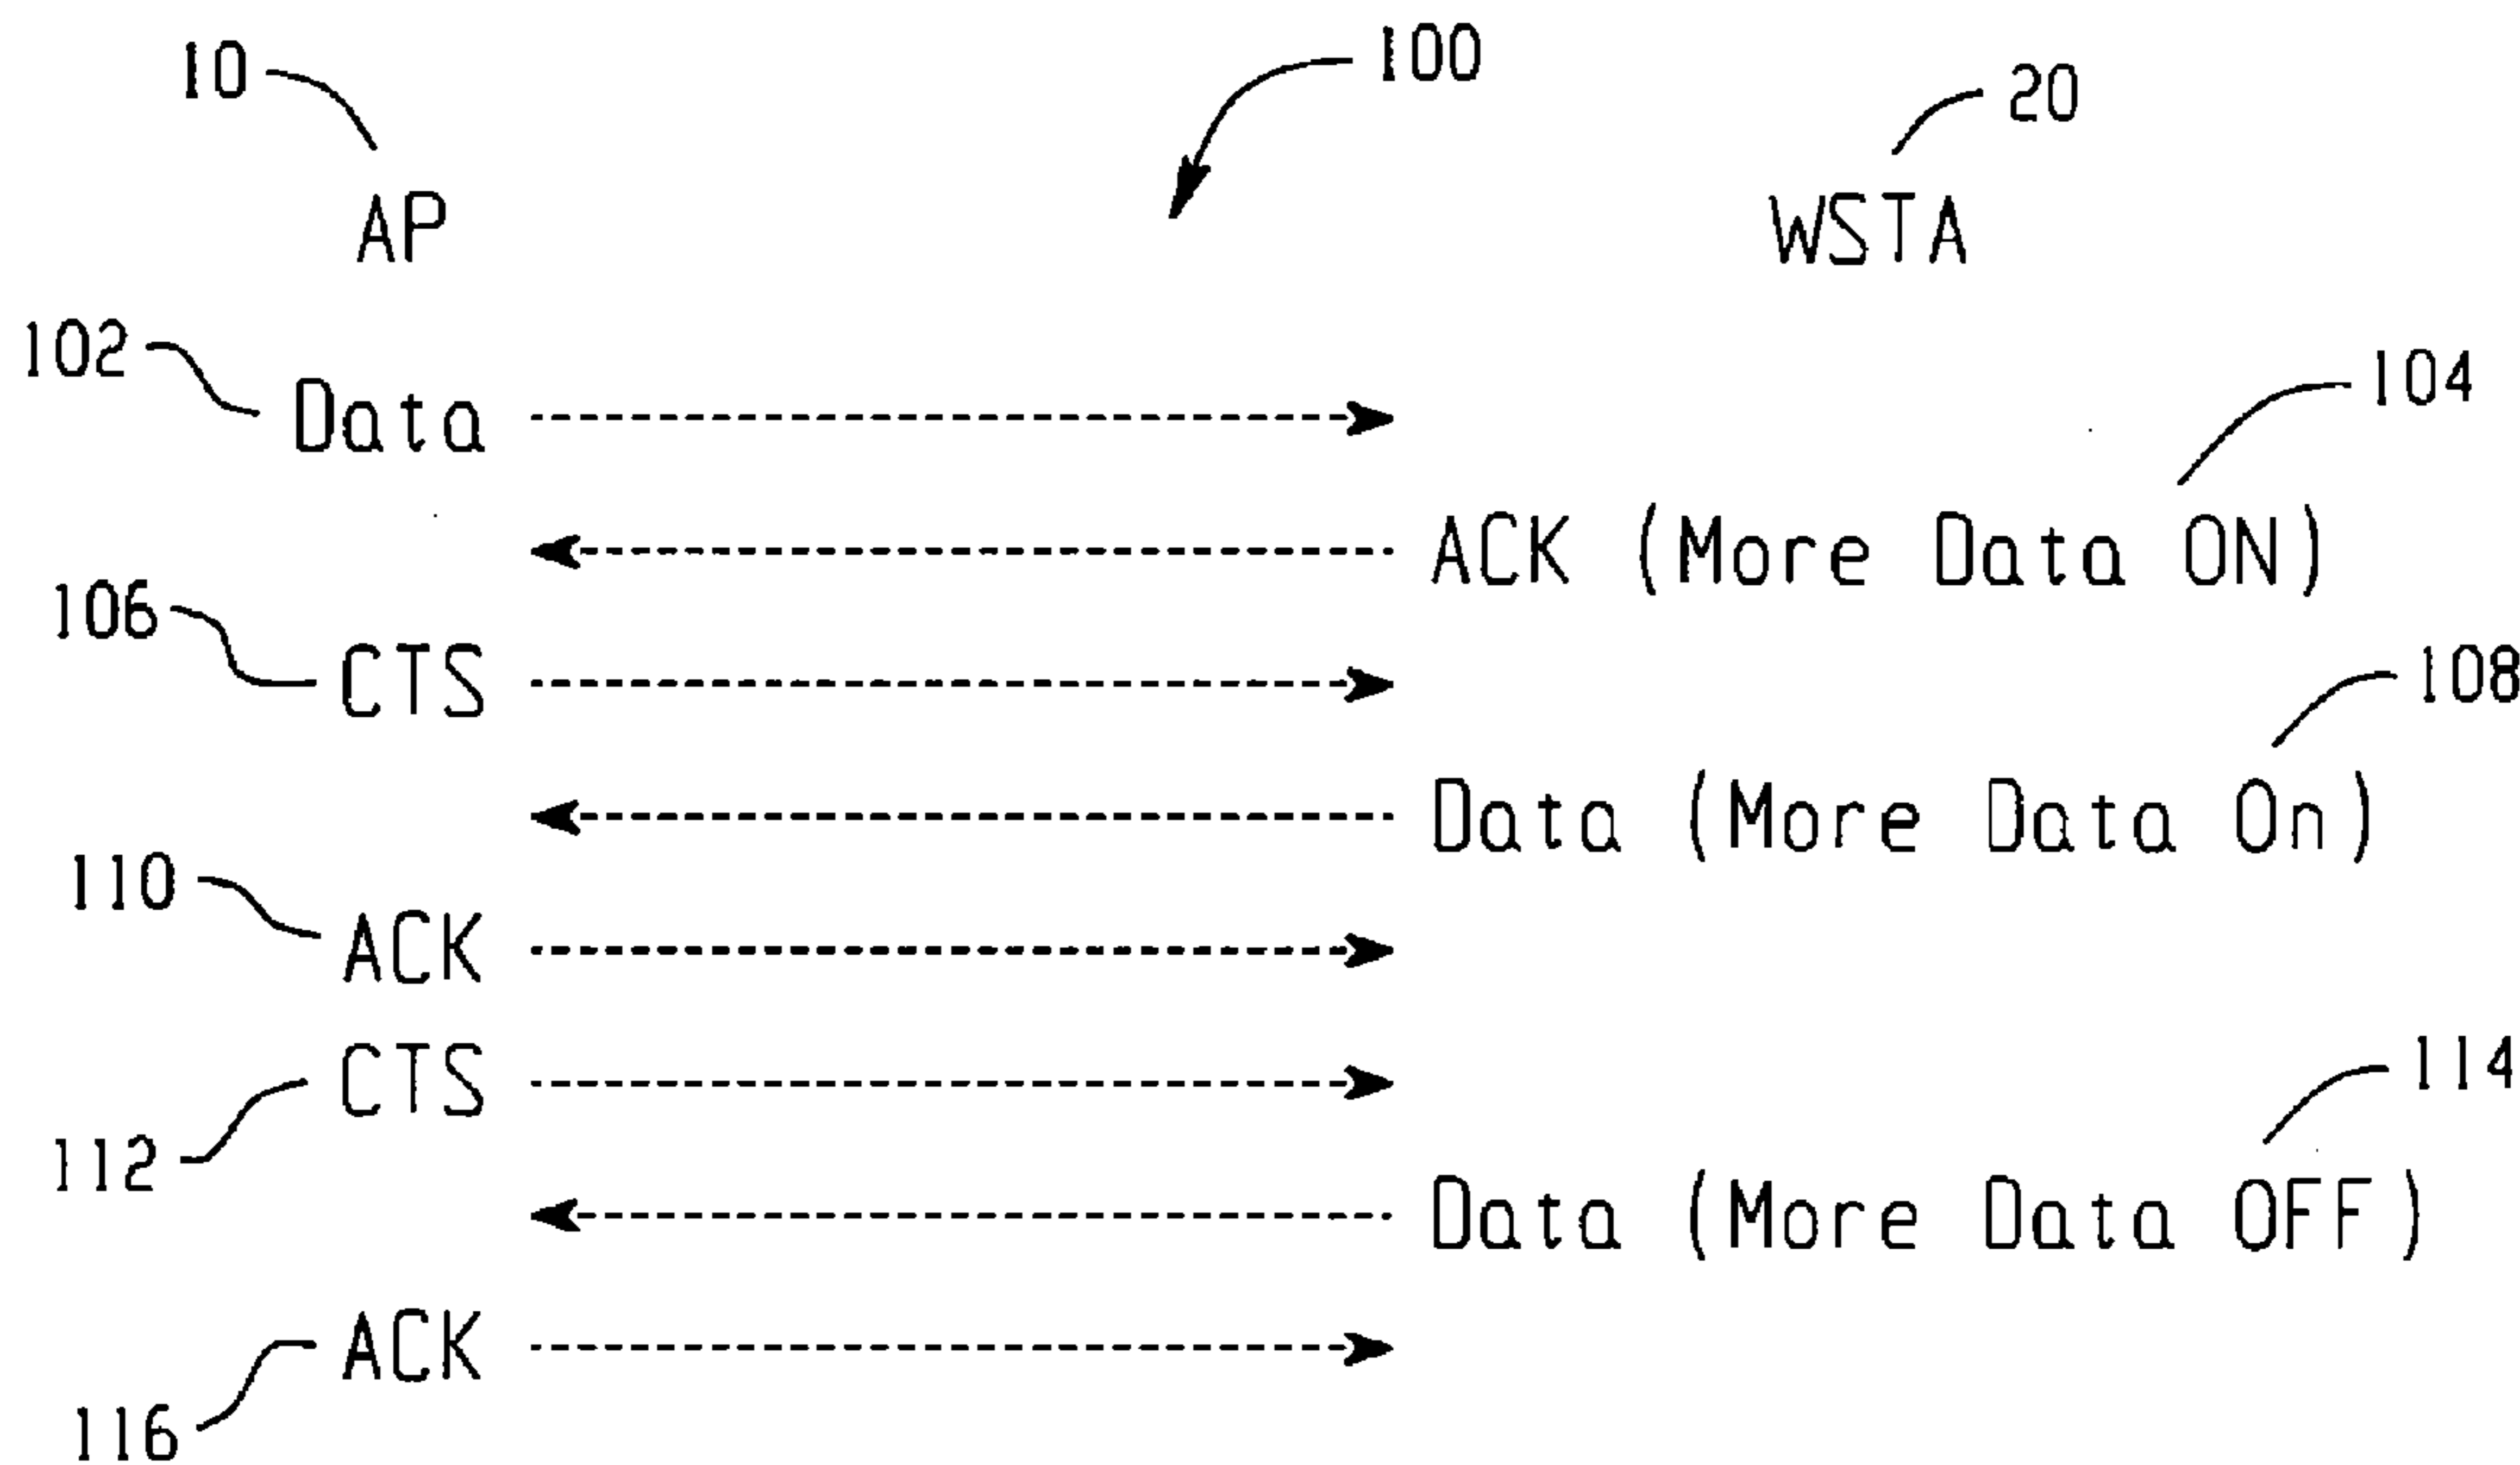 10
100
20
AP
WSTA
102
Data
104
ACK (More Data ON)
106
CTS
108
Data (More Data On)
110
ACK
CTS
112
114
Data (More Data OFF)
ACK
116